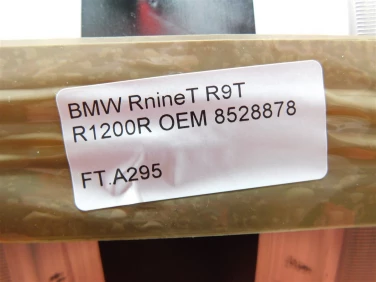 BMW RnineT R9T
R1200R OEM 8528878
FT.A295